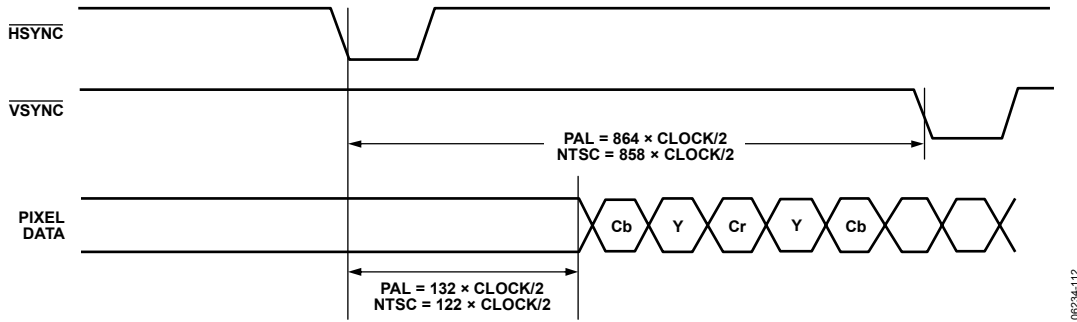 HSYNC
VSYNC
PAL = 864 × CLOCK/2
NTSC = 858 × CLOCK/2
PIXEL
DATA
Cb Y Cr Y Cb
PAL = 132 × CLOCK/2
NTSC = 122 × CLOCK/2
06234-112